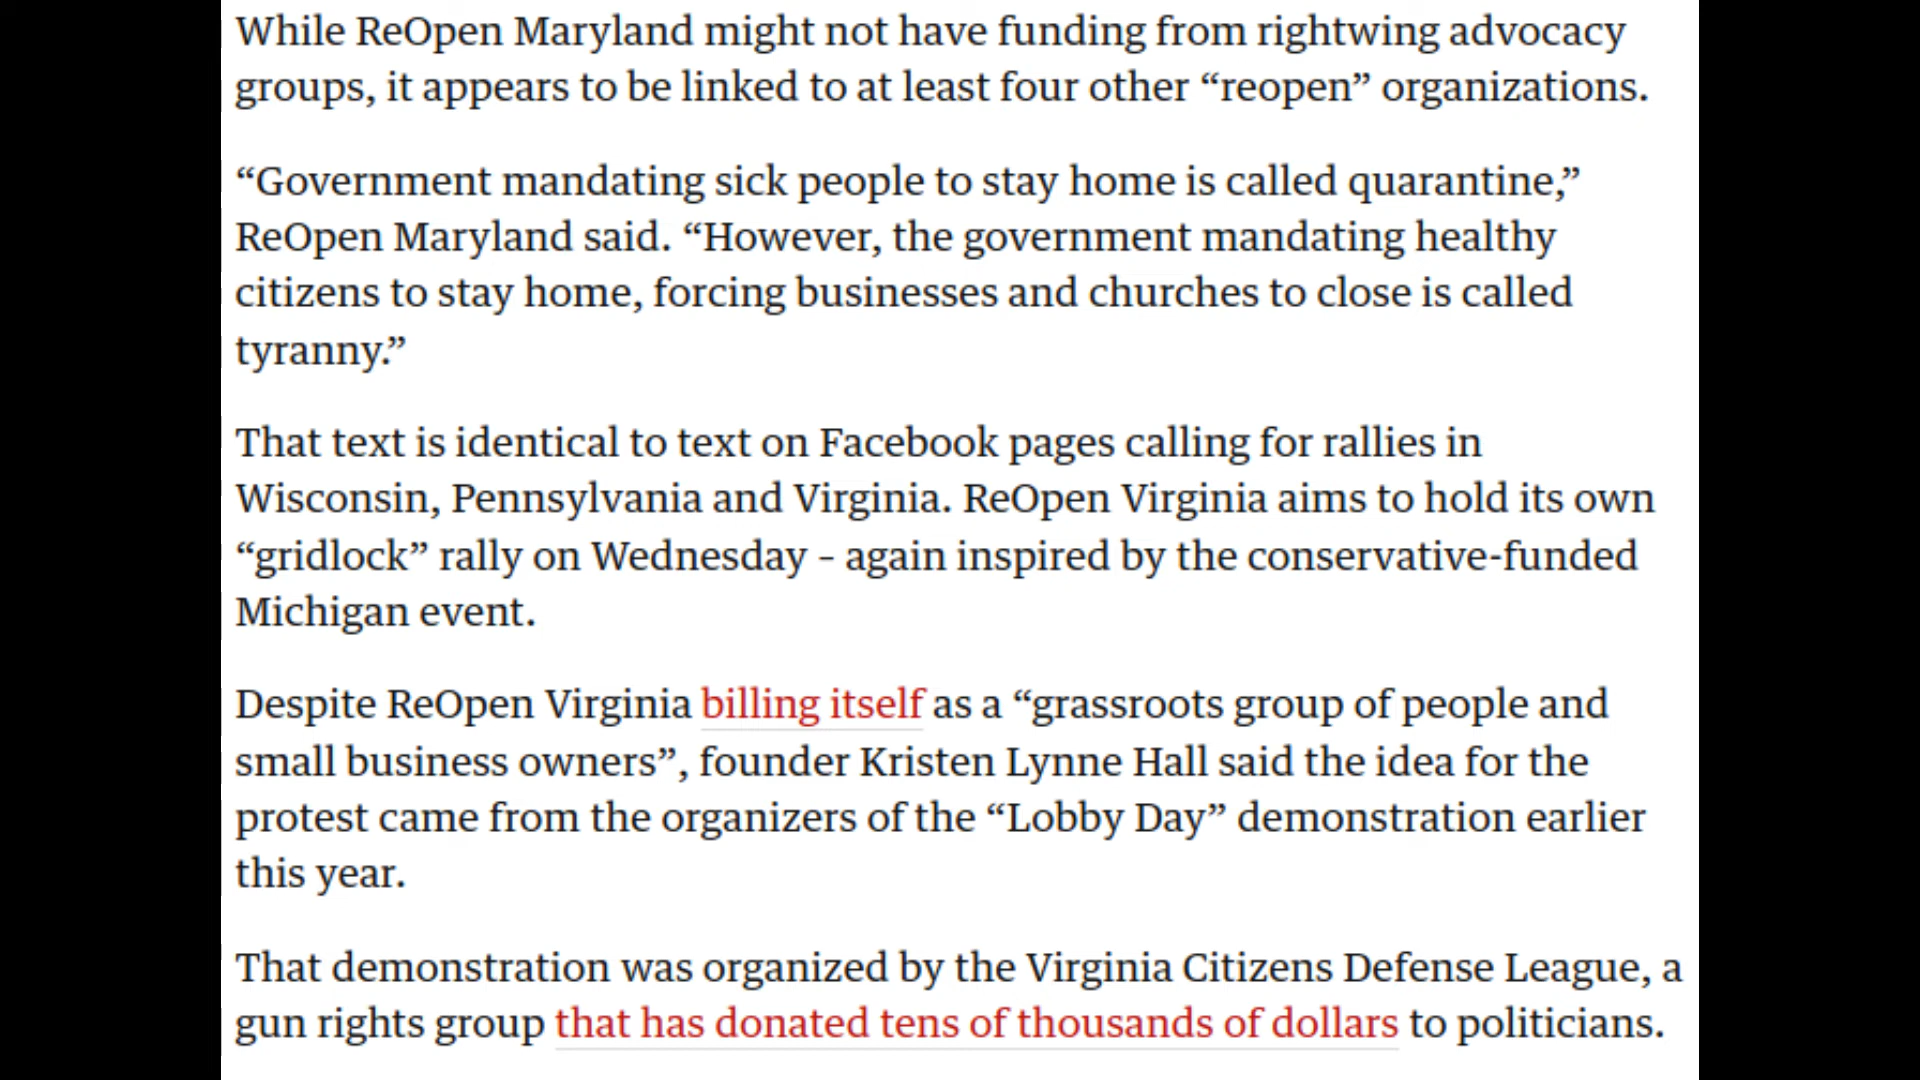 While ReOpen Maryland might not have funding from rightwing advocacy
groups, it appears to be linked to at least four other “reopen” organizations.
“Government mandating sick people to stay home is called quarantine,”
ReOpen Maryland said. “However, the government mandating healthy
citizens to stay home, forcing businesses and churches to close is called
tyranny.”
That text is identical to text on Facebook pages calling for rallies in
Wisconsin, Pennsylvania and Virginia. ReOpen Virginia aims to hold its own
“gridlock” rally on Wednesday – again inspired by the conservative-funded
Michigan event.
Despite ReOpen Virginia billing itself as a “grassroots group of people and
small business owners”, founder Kristen Lynne Hall said the idea for the
protest came from the organizers of the “Lobby Day” demonstration earlier
this year.
That demonstration was organized by the Virginia Citizens Defense League, a
gun rights group that has donated tens of thousands of dollars to politicians.